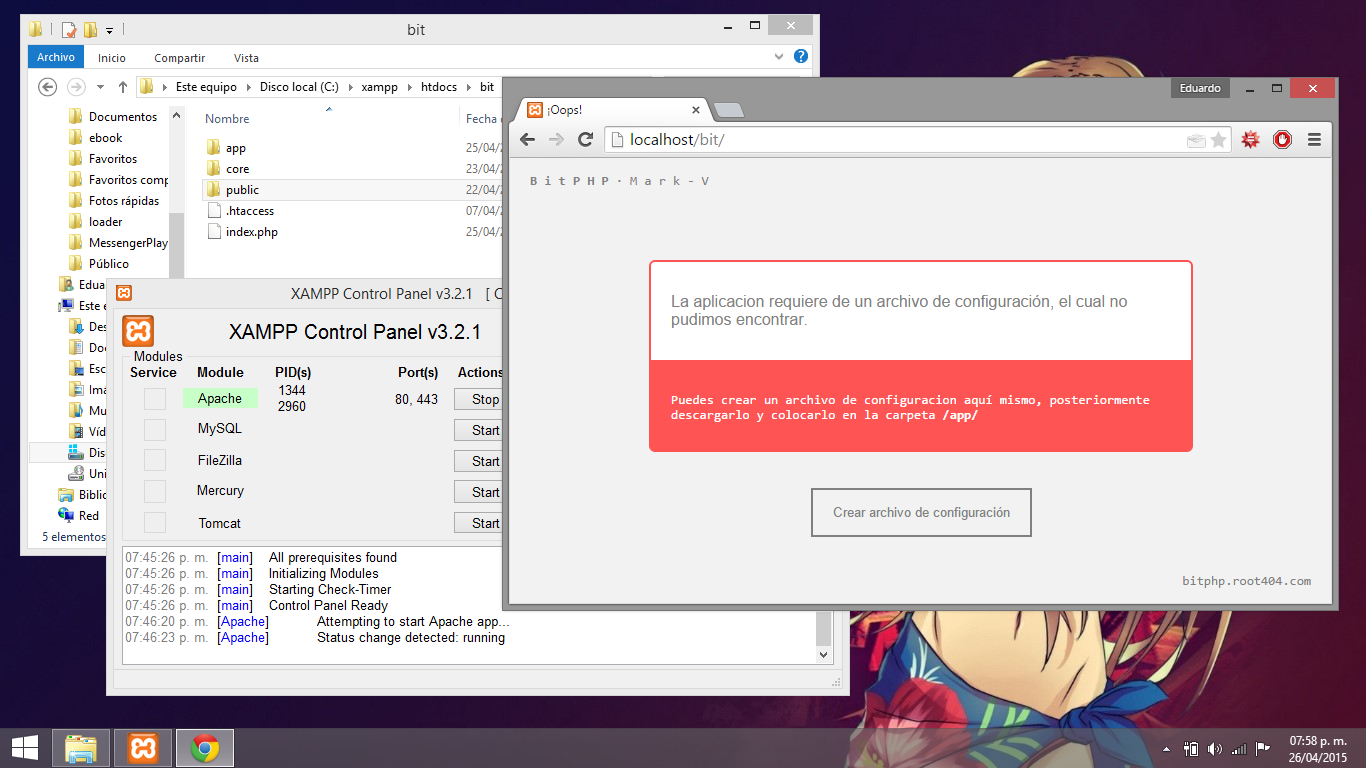 bit
Archivo Inicio Compartir Vista
Este equipo Disco local (C:) xampp htdocs bit
Documentos
ebook
Favoritos
Favoritos comp
Fotos rápidas
loader
MessengerPlay
Público
Edua
Este e
Des
Doc
Esc
Imá
Mu
Víd
Dis
Uni
Biblio
Red
5 elementos
Nombre Fecha d
app 25/04/2
core 23/04/2
public 22/04/2
.htaccess 07/04/2
index.php 25/04/2
XAMPP Control Panel v3.2.1 [ C
XAMPP Control Panel v3.2.1
Modules
Service Module PID(s) Port(s) Actions
Apache 1344 2960 80, 443 Stop
MySQL Start
FileZilla Start
Mercury Start
Tomcat Start
07:45:26 p. m. [main] All prerequisites found
07:45:26 p. m. [main] Initializing Modules
07:45:26 p. m. [main] Starting Check-Timer
07:45:26 p. m. [main] Control Panel Ready
07:46:20 p. m. [Apache] Attempting to start Apache app...
07:46:23 p. m. [Apache] Status change detected: running
Eduardo
¡Oops!
localhost/bit/
BitPHP·Mark-V
La aplicacion requiere de un archivo de configuración, el cual no
pudimos encontrar.
Puedes crear un archivo de configuracion aquí mismo, posteriormente
descargarlo y colocarlo en la carpeta /app/
Crear archivo de configuración
bitphp.root404.com
07:58 p. m.
26/04/2015